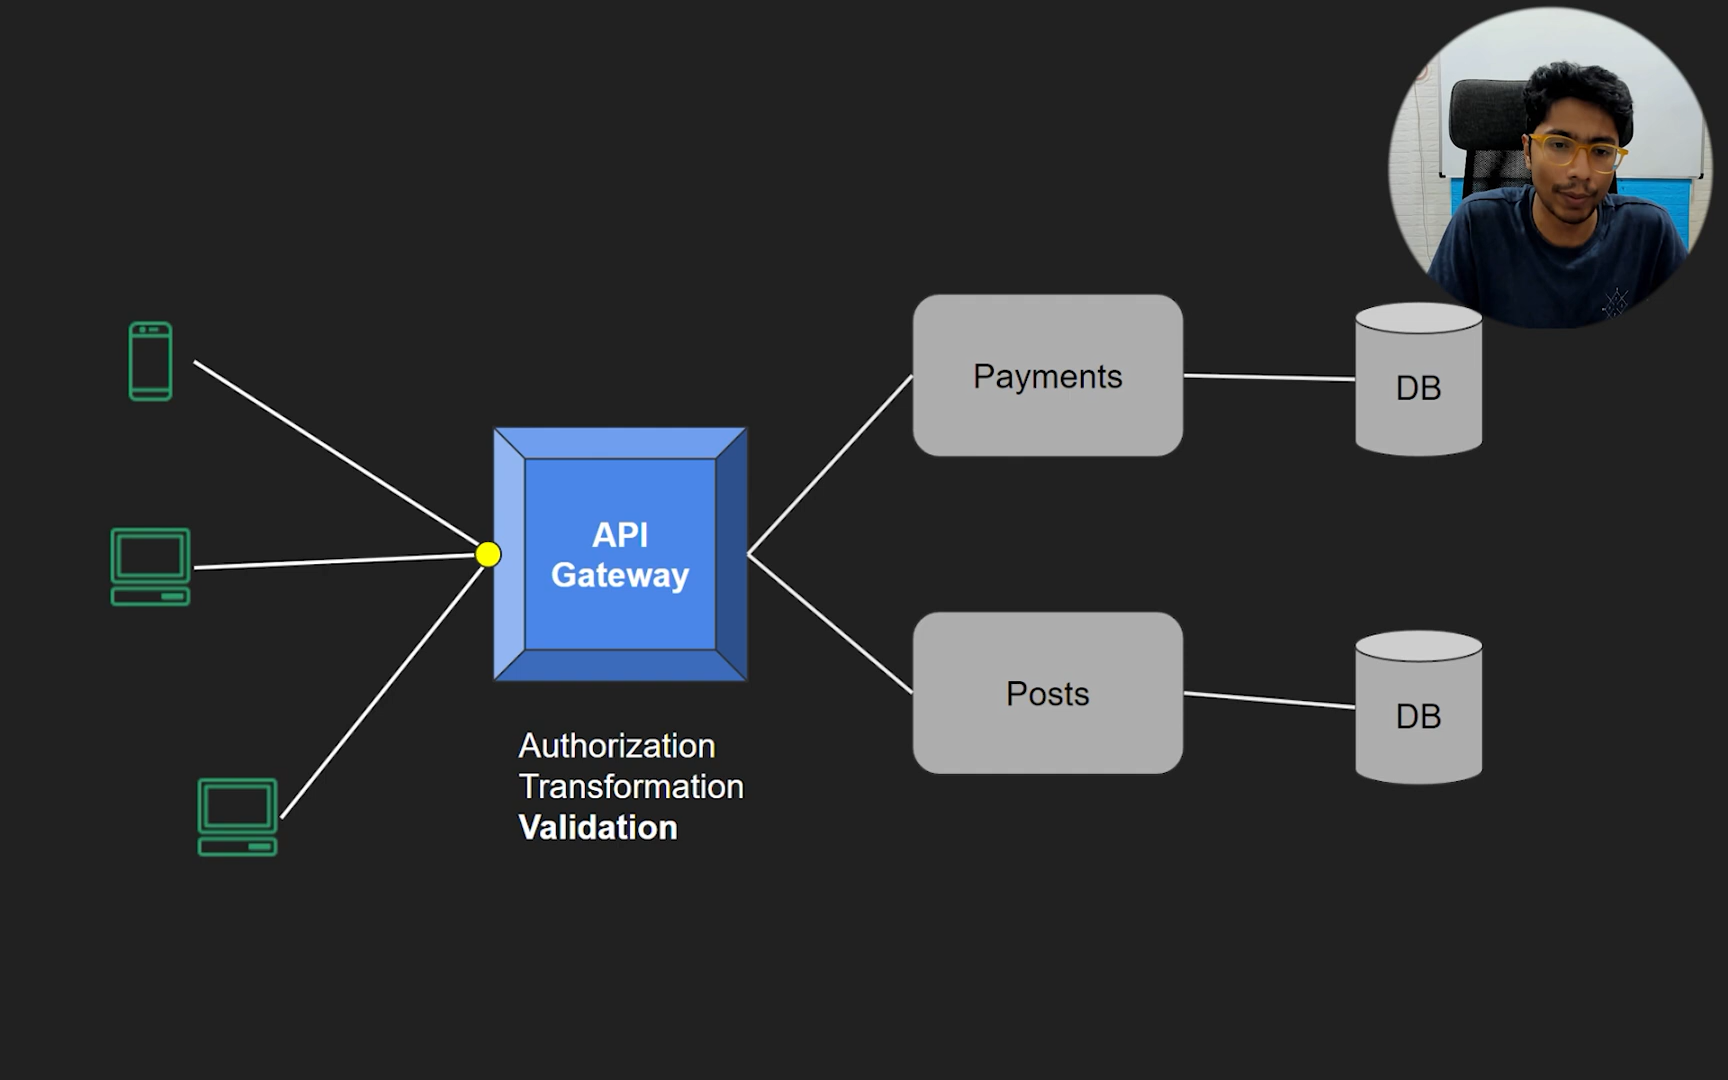 API
Gateway
Authorization
Transformation
Validation
Payments
DB
Posts
DB